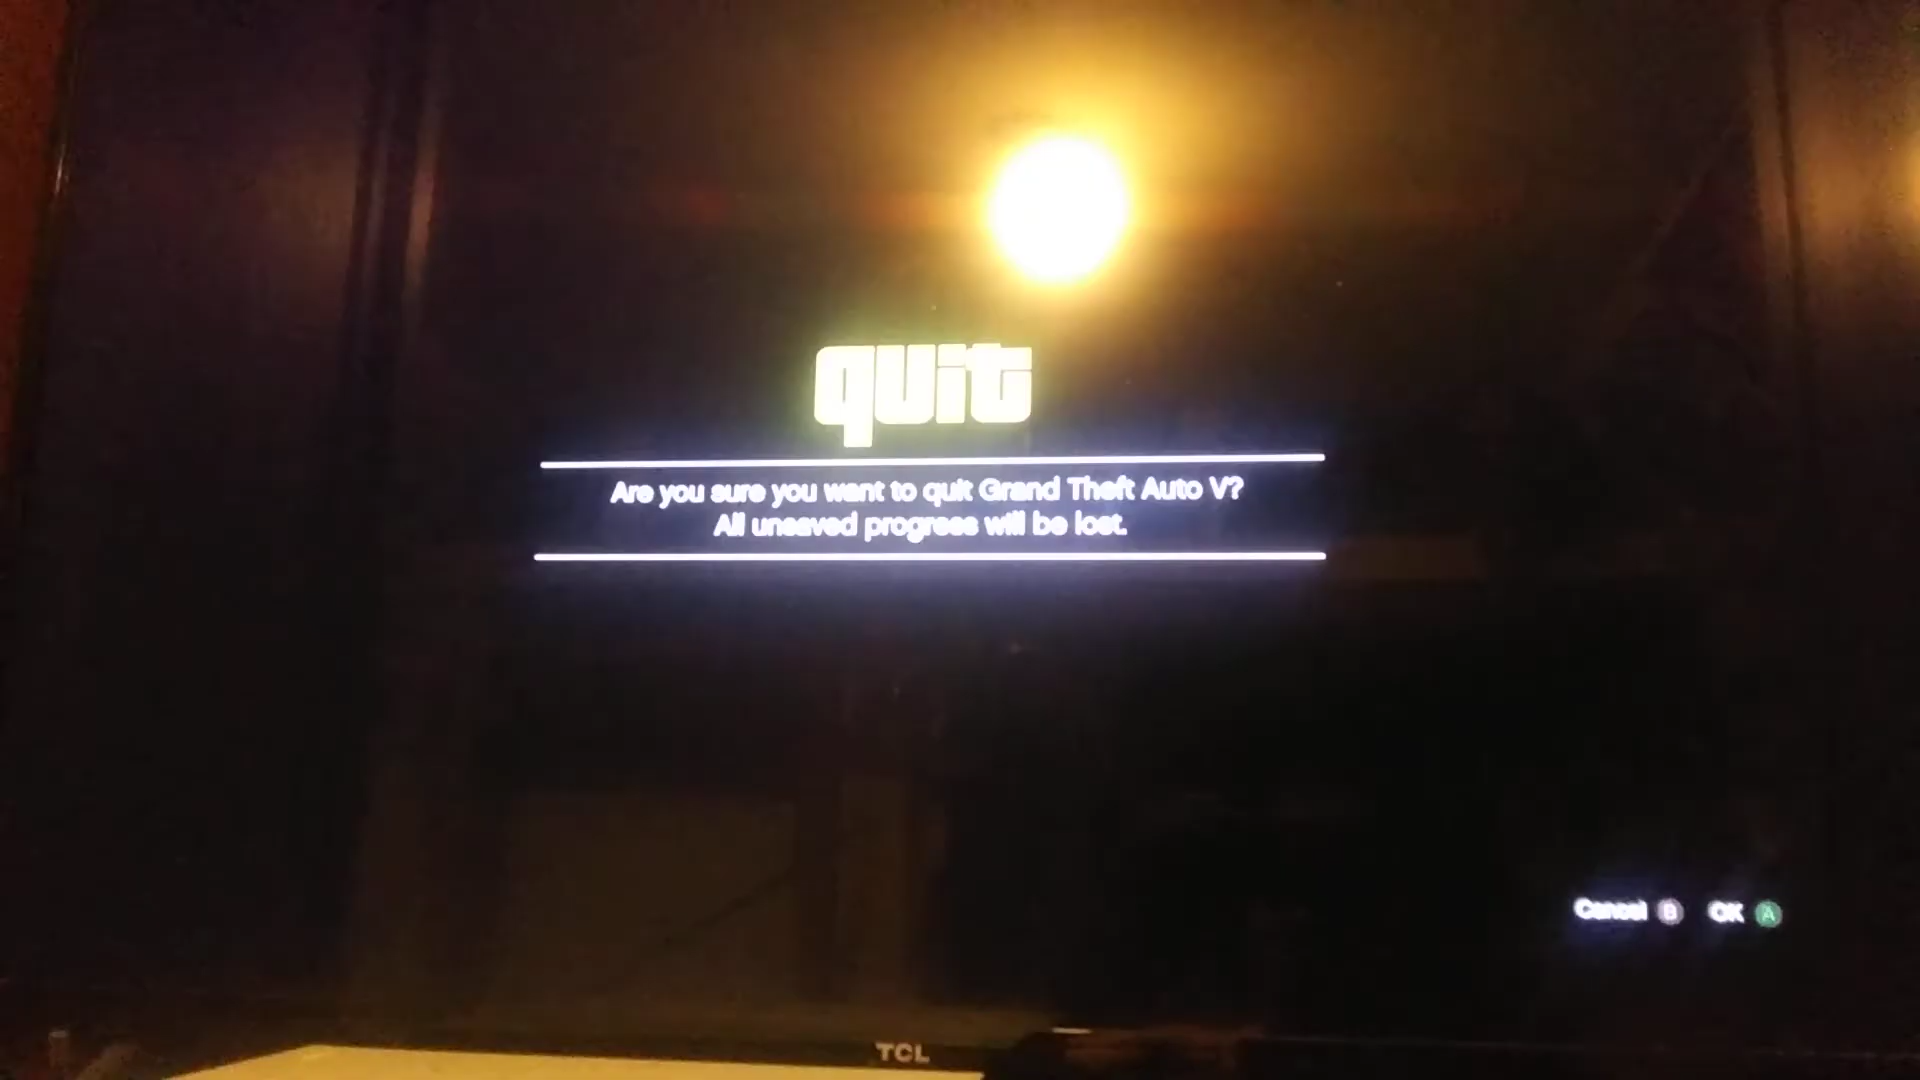 quit
Are you sure you want to quit Grand Theft Auto V?
All unsaved progress will be lost.
Cancel B OK A
TCL